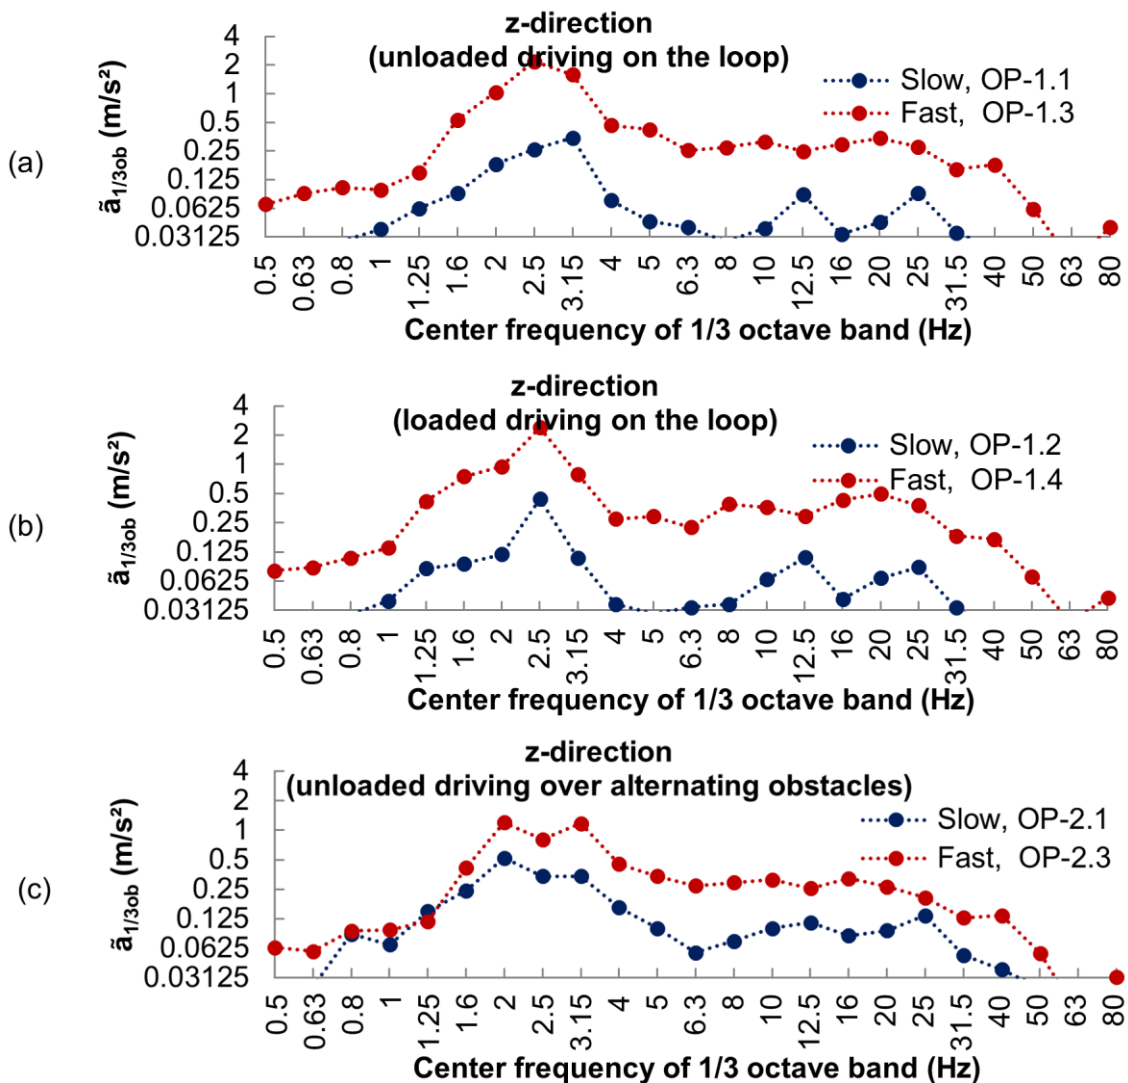 (a)
z-direction
(unloaded driving on the loop)
Slow, OP-1.1
Fast, OP-1.3
ã1/3ob (m/s²)
4
2
1
0.5
0.25
0.125
0.0625
0.03125
0.5 0.63 0.8 1 1.25 1.6 2 2.5 3.15 4 5 6.3 8 10 12.5 16 20 25 31.5 40 50 63 80
Center frequency of 1/3 octave band (Hz)
(b)
z-direction
(loaded driving on the loop)
Slow, OP-1.2
Fast, OP-1.4
ã1/3ob (m/s²)
4
2
1
0.5
0.25
0.125
0.0625
0.03125
0.5 0.63 0.8 1 1.25 1.6 2 2.5 3.15 4 5 6.3 8 10 12.5 16 20 25 31.5 40 50 63 80
Center frequency of 1/3 octave band (Hz)
(c)
z-direction
(unloaded driving over alternating obstacles)
Slow, OP-2.1
Fast, OP-2.3
ã1/3ob (m/s²)
4
2
1
0.5
0.25
0.125
0.0625
0.03125
0.5 0.63 0.8 1 1.25 1.6 2 2.5 3.15 4 5 6.3 8 10 12.5 16 20 25 31.5 40 50 63 80
Center frequency of 1/3 octave band (Hz)